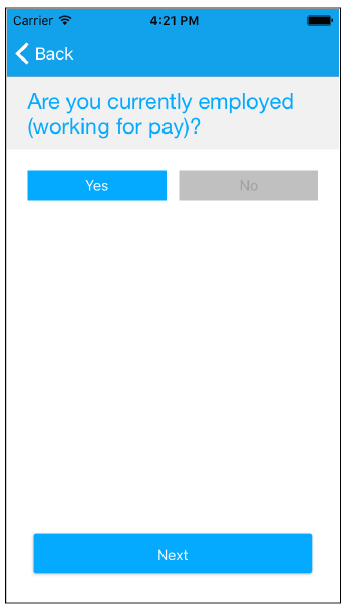 Carrier 4:21 PM
Back
Are you currently employed
(working for pay)?
Yes No
Next